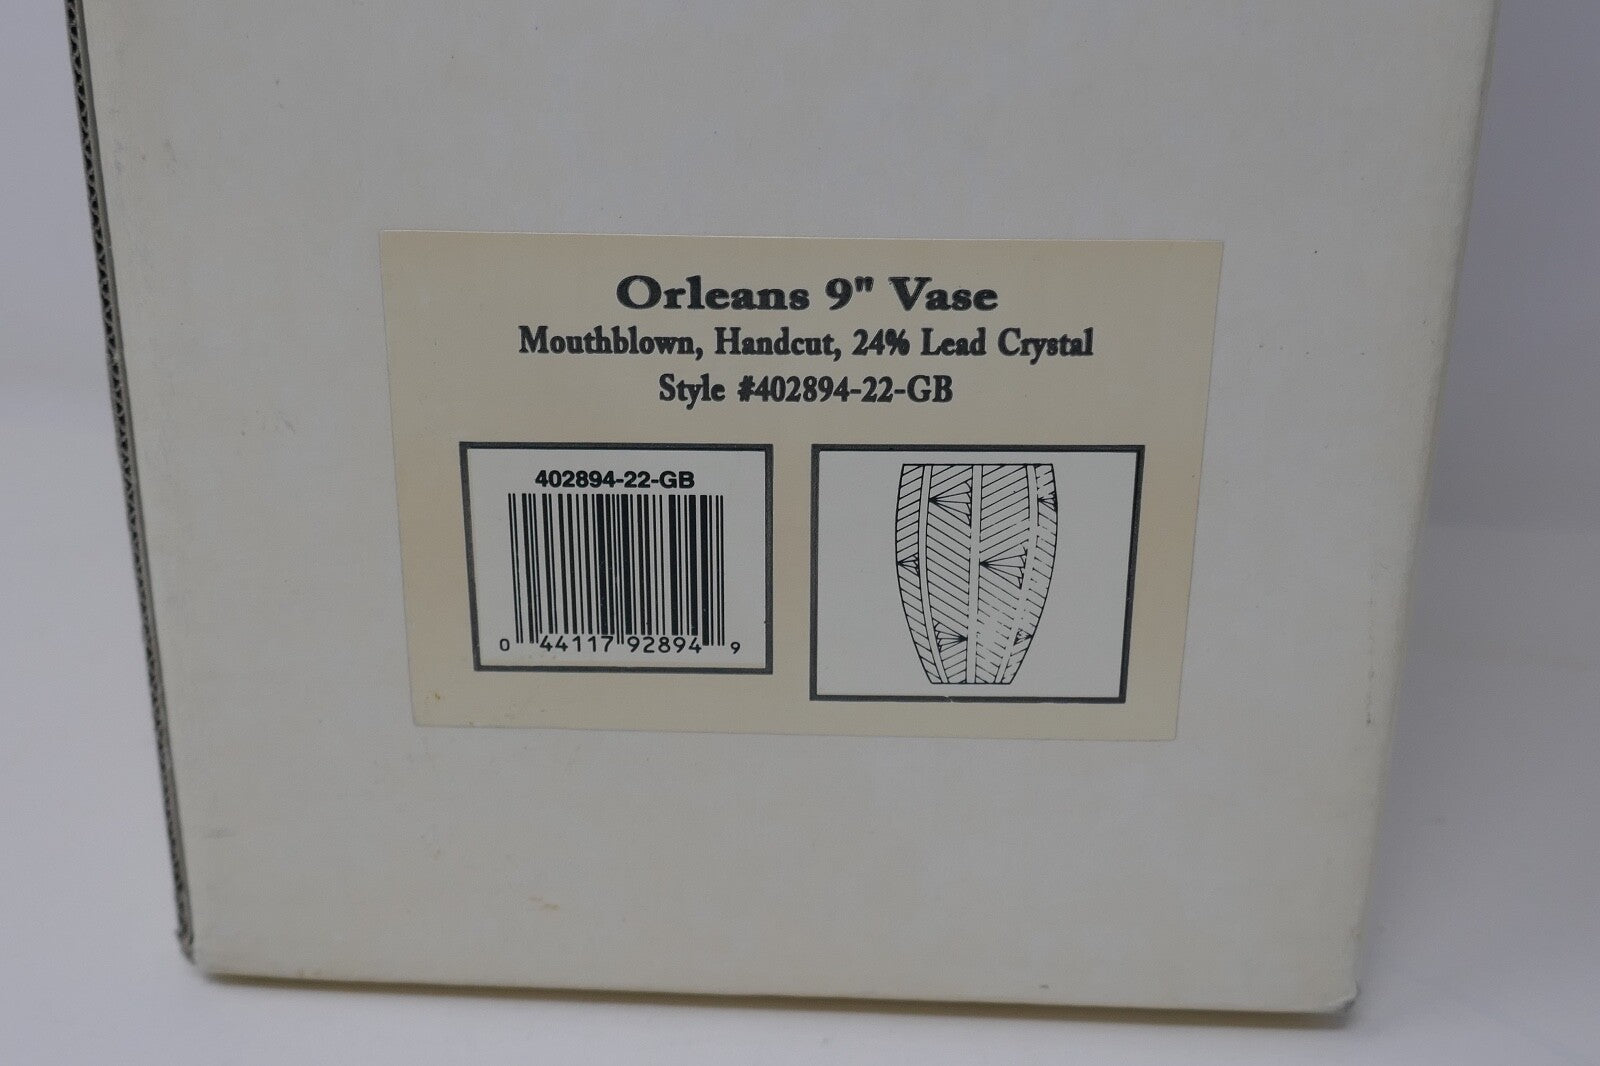 Orleans 9" Vase
Mouthblown, Handcut, 24% Lead Crystal
Style #402894-22-GB
402894-22-GB
0 44117 92894 9